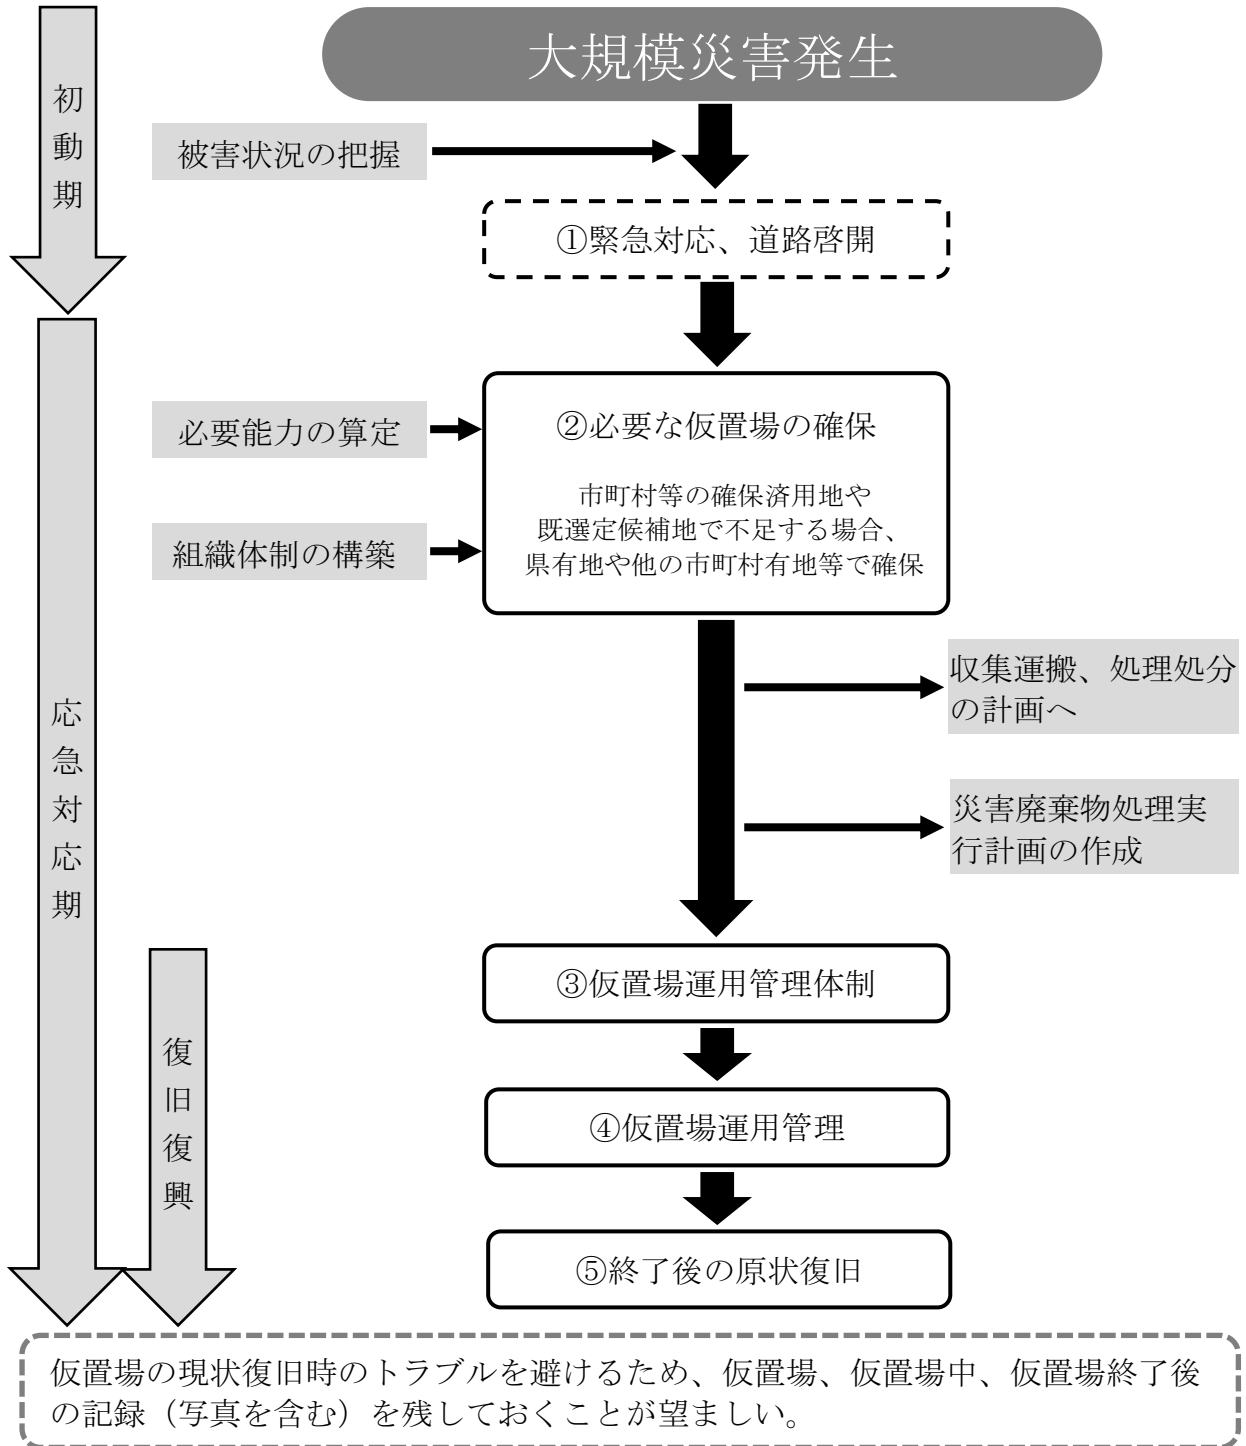 大規模災害発生
初動期
被害状況の把握
①緊急対応、道路啓開
必要能力の算定
②必要な仮置場の確保
市町村等の確保済用地や
既選定候補地で不足する場合、
県有地や他の市町村有地等で確保
組織体制の構築
収集運搬、処理処分
の計画へ
応急対応期
災害廃棄物処理実
行計画の作成
③仮置場運用管理体制
復旧復興
④仮置場運用管理
⑤終了後の原状復旧
仮置場の現状復旧時のトラブルを避けるため、仮置場、仮置場中、仮置場終了後
の記録（写真を含む）を残しておくことが望ましい。